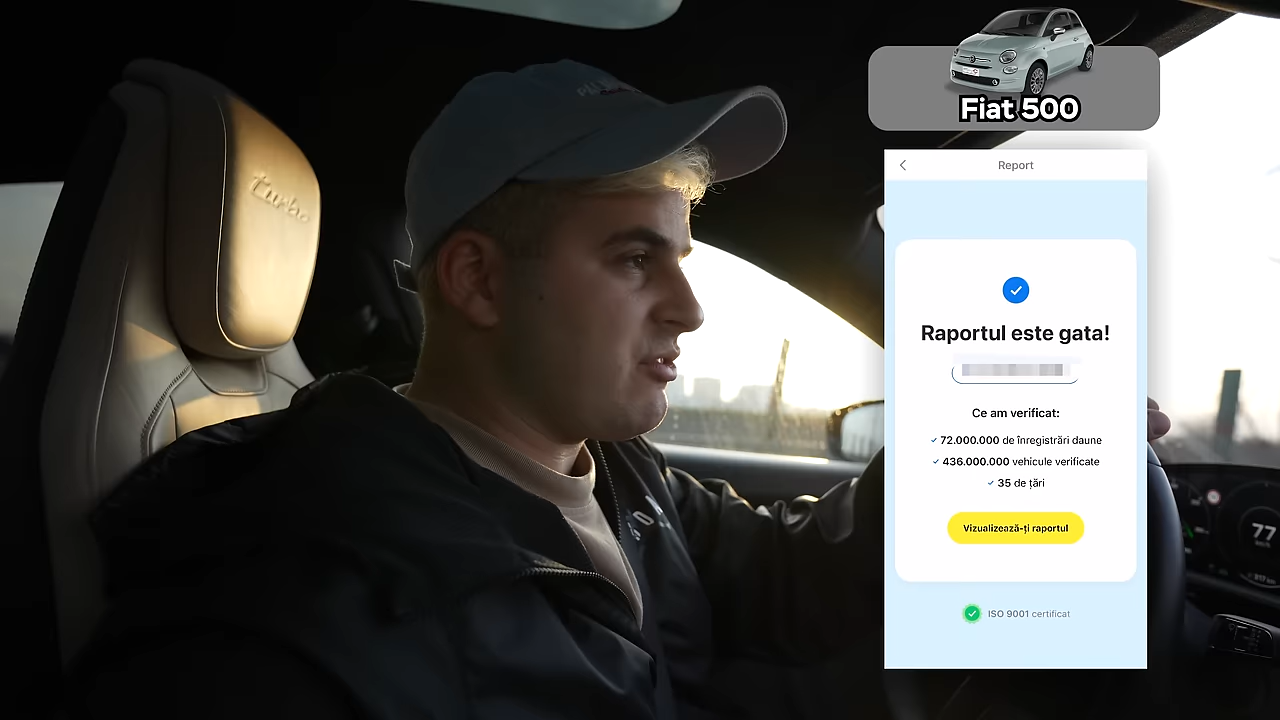 Fiat 500
Report
Raportul este gata!
Ce am verificat:
72.000.000 de înregistrări daune
436.000.000 vehicule verificate
35 de țări
Vizualizează-ți raportul
ISO 9001 certificat
turbo
77